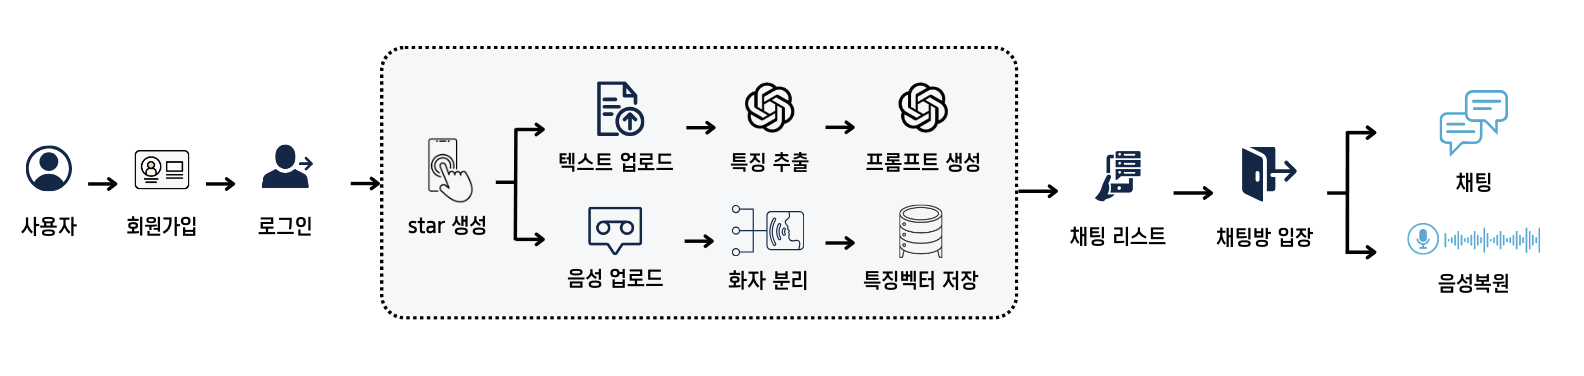 사용자
회원가입
로그인
star 생성
텍스트 업로드
특징 추출
프롬프트 생성
음성 업로드
화자 분리
특징벡터 저장
채팅 리스트
채팅방 입장
채팅
음성복원